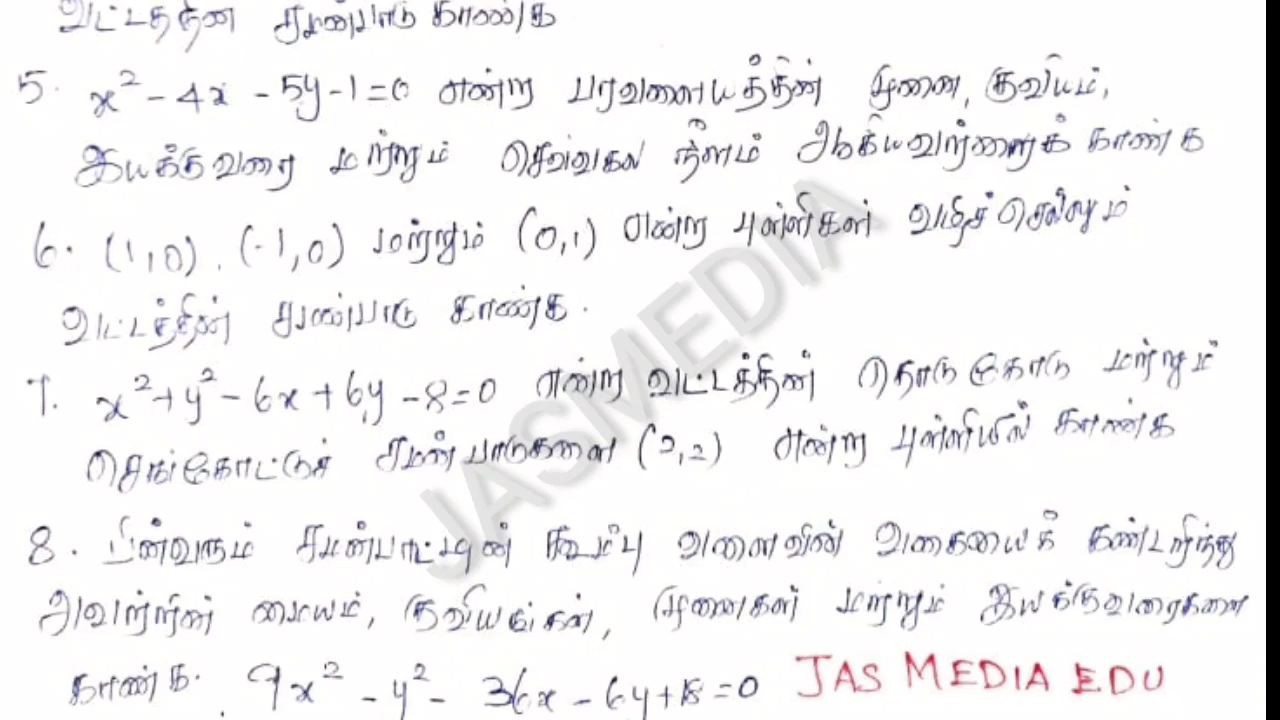 வட்டத்தின் சமன்பாடு காண்க
5. x² - 4x - 5y - 1 = 0 என்ற பரவளையத்தின் முனை, குவியம்,
இயக்குவரை மற்றும் செவ்வகல நீளம் ஆகியவற்றைக் காண்க
6. (1,0), (-1,0) மற்றும் (0,1) என்ற புள்ளிகள் வழிச்செல்லும்
வட்டத்தின் சமன்பாடு காண்க.
7. x² + y² - 6x + 6y - 8 = 0 என்ற வட்டத்தின் தொடுகோடு மற்றும்
செங்கோட்டுச் சமன்பாடுகளை (2,2) என்ற புள்ளியில் காண்க
8. பின்வரும் சமன்பாட்டின் கூம்பு வளைவின் வகையைக் கண்டறிந்து
அவற்றின் மையம், குவியங்கள், முனைகள் மற்றும் இயக்குவரைகளை
காண்க. 9x² - y² - 36x - 6y + 18 = 0 JAS MEDIA EDU
JASMEDIA